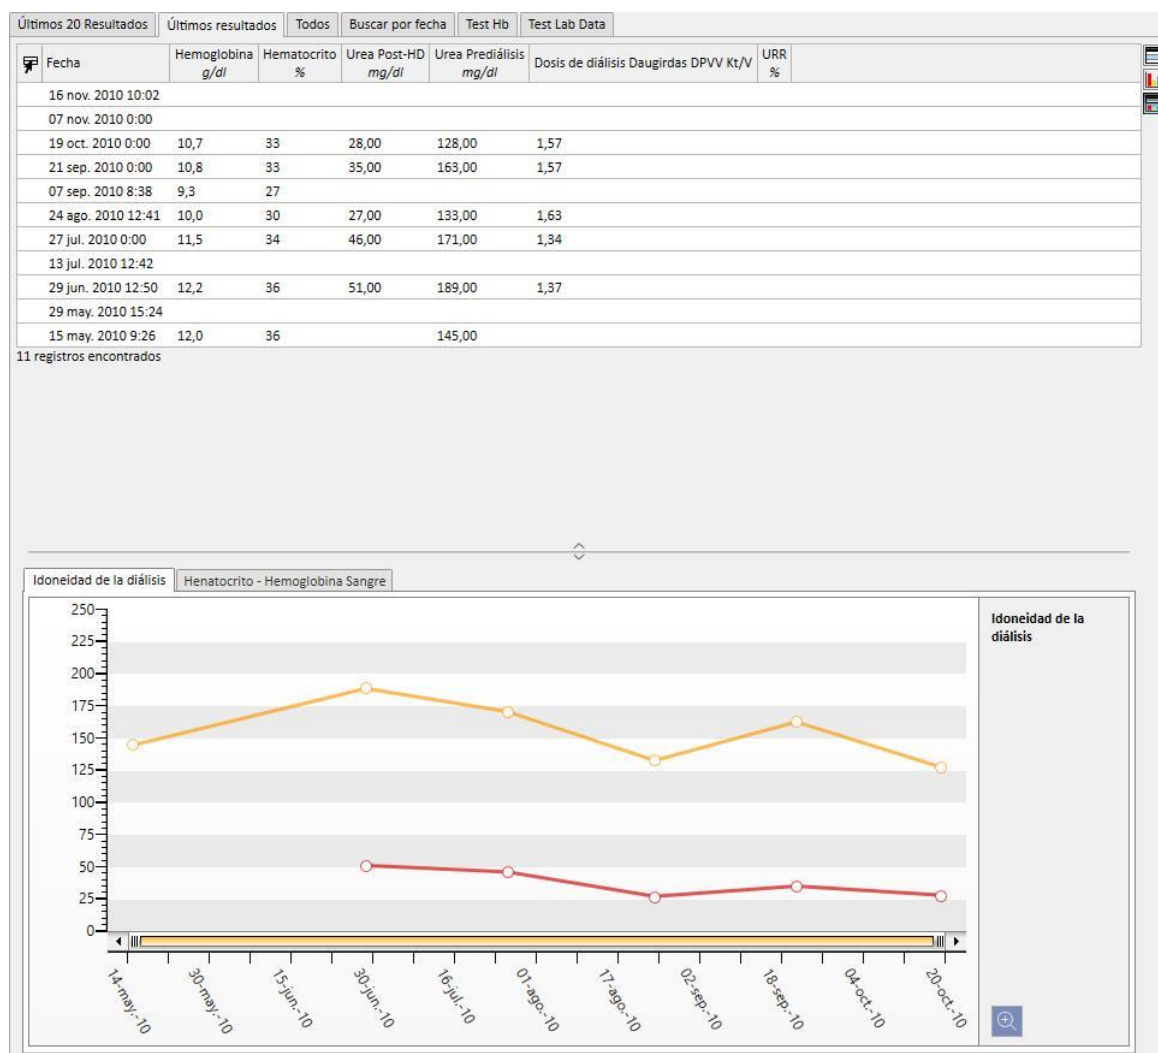 Últimos 20 Resultados Últimos resultados Todos Buscar por fecha Test Hb Test Lab Data
Fecha Hemoglobina g/dl Hematocrito % Urea Post-HD mg/dl Urea Prediálisis mg/dl Dosis de diálisis Daugirdas DPVV Kt/V URR %
16 nov. 2010 10:02
07 nov. 2010 0:00
19 oct. 2010 0:00 10,7 33 28,00 128,00 1,57
21 sep. 2010 0:00 10,8 33 35,00 163,00 1,57
07 sep. 2010 8:38 9,3 27
24 ago. 2010 12:41 10,0 30 27,00 133,00 1,63
27 jul. 2010 0:00 11,5 34 46,00 171,00 1,34
13 jul. 2010 12:42
29 jun. 2010 12:50 12,2 36 51,00 189,00 1,37
29 may. 2010 15:24
15 may. 2010 9:26 12,0 36 145,00
11 registros encontrados
Idoneidad de la diálisis Henatocrito - Hemoglobina Sangre
Idoneidad de la
diálisis
250
225
200
175
150
125
100
75
50
25
0
14-may.-10 30-may.-10 15-jun.-10 30-jun.-10 16-jul.-10 01-ago.-10 17-ago.-10 02-sep.-10 18-sep.-10 04-oct.-10 20-oct.-10